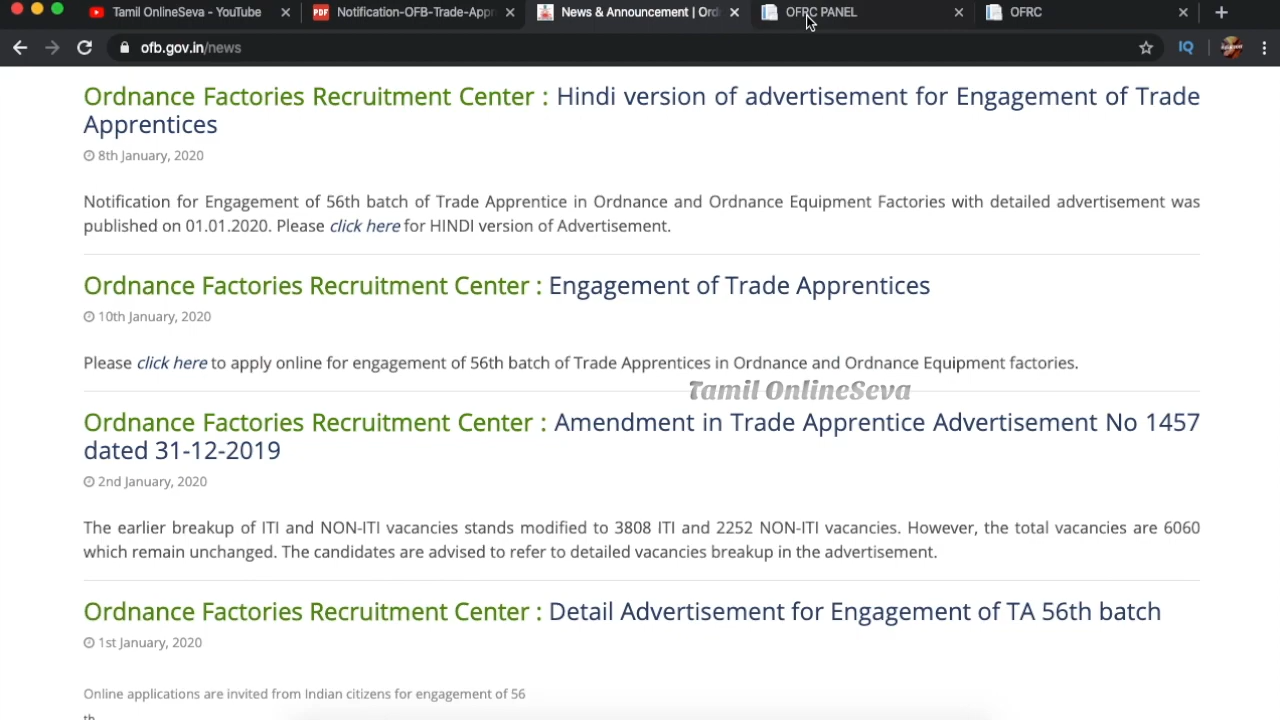 Tamil OnlineSeva - YouTube
PDF Notification-OFB-Trade-Appr
News & Announcement | Ord
OFRC PANEL
OFRC
ofb.gov.in/news
IQ
Ordnance Factories Recruitment Center : Hindi version of advertisement for Engagement of Trade
Apprentices
8th January, 2020
Notification for Engagement of 56th batch of Trade Apprentice in Ordnance and Ordnance Equipment Factories with detailed advertisement was
published on 01.01.2020. Please click here for HINDI version of Advertisement.
Ordnance Factories Recruitment Center : Engagement of Trade Apprentices
10th January, 2020
Please click here to apply online for engagement of 56th batch of Trade Apprentices in Ordnance and Ordnance Equipment factories.
Tamil OnlineSeva
Ordnance Factories Recruitment Center : Amendment in Trade Apprentice Advertisement No 1457
dated 31-12-2019
2nd January, 2020
The earlier breakup of ITI and NON-ITI vacancies stands modified to 3808 ITI and 2252 NON-ITI vacancies. However, the total vacancies are 6060
which remain unchanged. The candidates are advised to refer to detailed vacancies breakup in the advertisement.
Ordnance Factories Recruitment Center : Detail Advertisement for Engagement of TA 56th batch
1st January, 2020
Online applications are invited from Indian citizens for engagement of 56
th